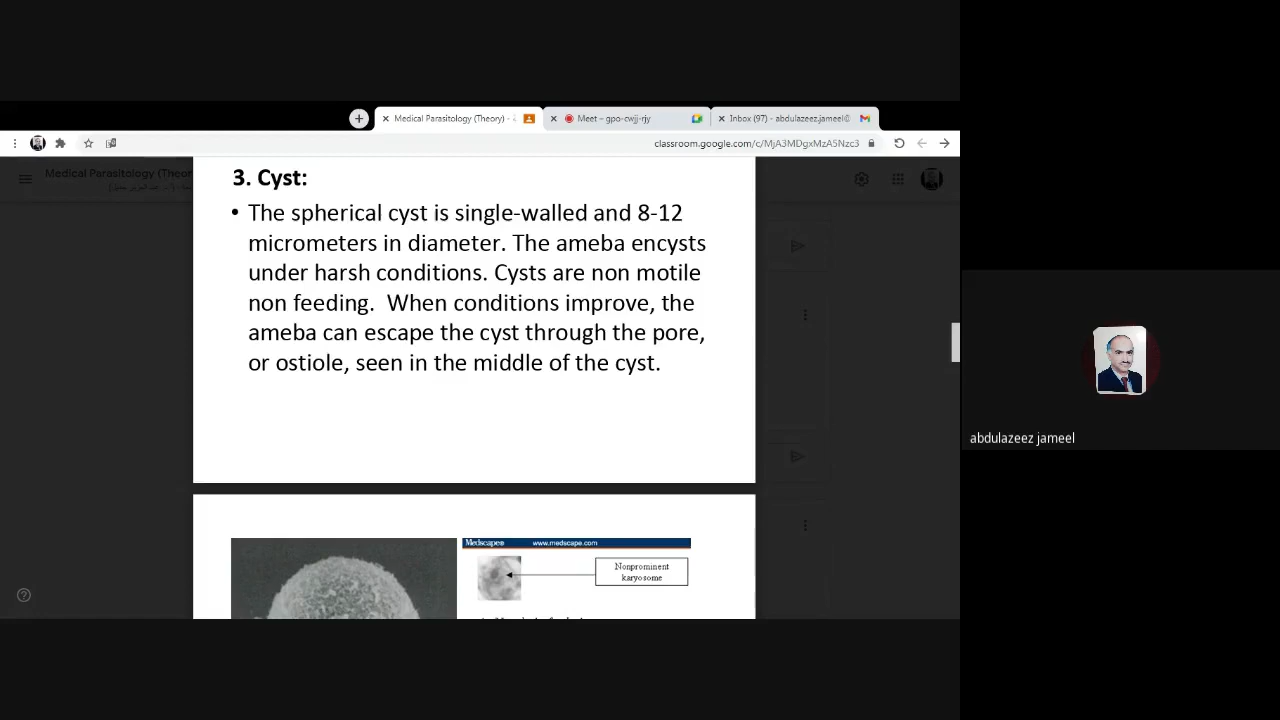 Medical Parasitology (Theory) -
Meet – gpo-cwjj-rjy
Inbox (97) - abdulazeez.jameel@
classroom.google.com/c/MjA3MDgxMzA5Nzc3
Medical Parasitology (Theor
3. Cyst:
• The spherical cyst is single-walled and 8-12
micrometers in diameter. The ameba encysts
under harsh conditions. Cysts are non motile
non feeding. When conditions improve, the
ameba can escape the cyst through the pore,
or ostiole, seen in the middle of the cyst.
Medscape® www.medscape.com
Nonprominent
karyosome
abdulazeez jameel